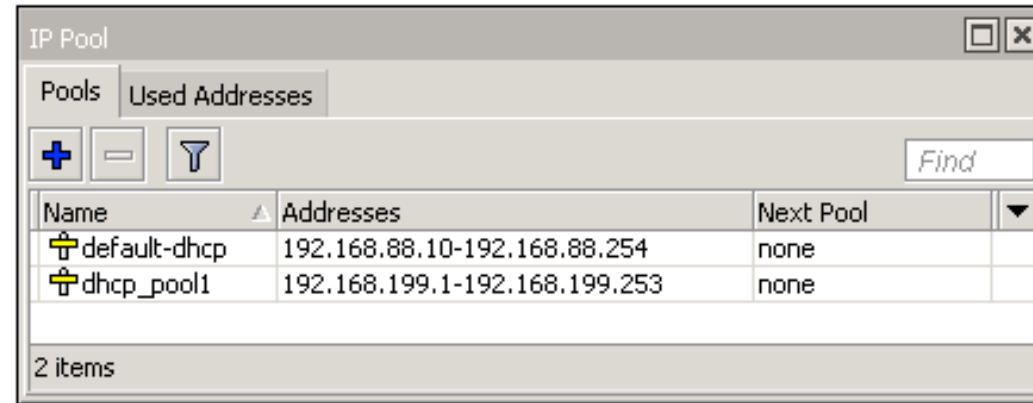 IP Pool
Pools Used Addresses
Find
Name Addresses Next Pool
default-dhcp 192.168.88.10-192.168.88.254 none
dhcp_pool1 192.168.199.1-192.168.199.253 none
2 items